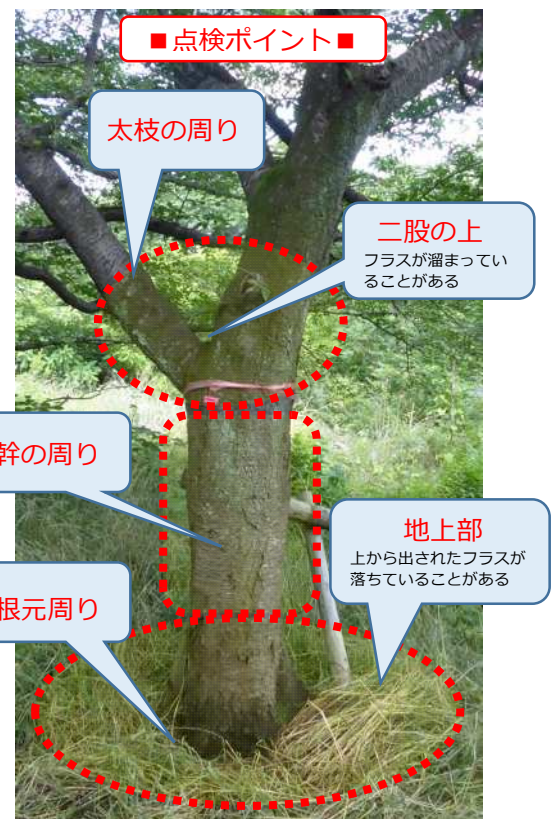 ■点検ポイント■
太枝の周り
二股の上
フラスが溜まってい
ることがある
幹の周り
地上部
上から出されたフラスが
落ちていることがある
根元周り